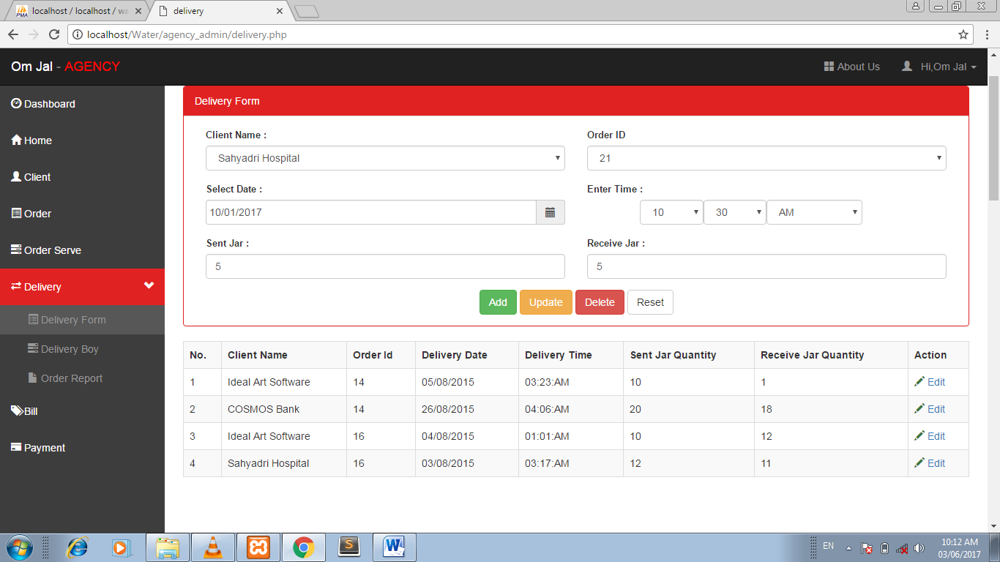 localhost / localhost / wa
delivery
localhost/Water/agency_admin/delivery.php
Om Jal - AGENCY
About Us
Hi,Om Jal
Dashboard
Home
Client
Order
Order Serve
Delivery
Delivery Form
Delivery Boy
Order Report
Bill
Payment
Delivery Form
Client Name :
Order ID
Sahyadri Hospital
21
Select Date :
Enter Time :
10/01/2017
10 30 AM
Sent Jar :
Receive Jar :
5
5
Add Update Delete Reset
No. Client Name Order Id Delivery Date Delivery Time Sent Jar Quantity Receive Jar Quantity Action
1 Ideal Art Software 14 05/08/2015 03:23:AM 10 1 Edit
2 COSMOS Bank 14 26/08/2015 04:06:AM 20 18 Edit
3 Ideal Art Software 16 04/08/2015 01:01:AM 10 12 Edit
4 Sahyadri Hospital 16 03/08/2015 03:17:AM 12 11 Edit
EN
10:12 AM
03/06/2017